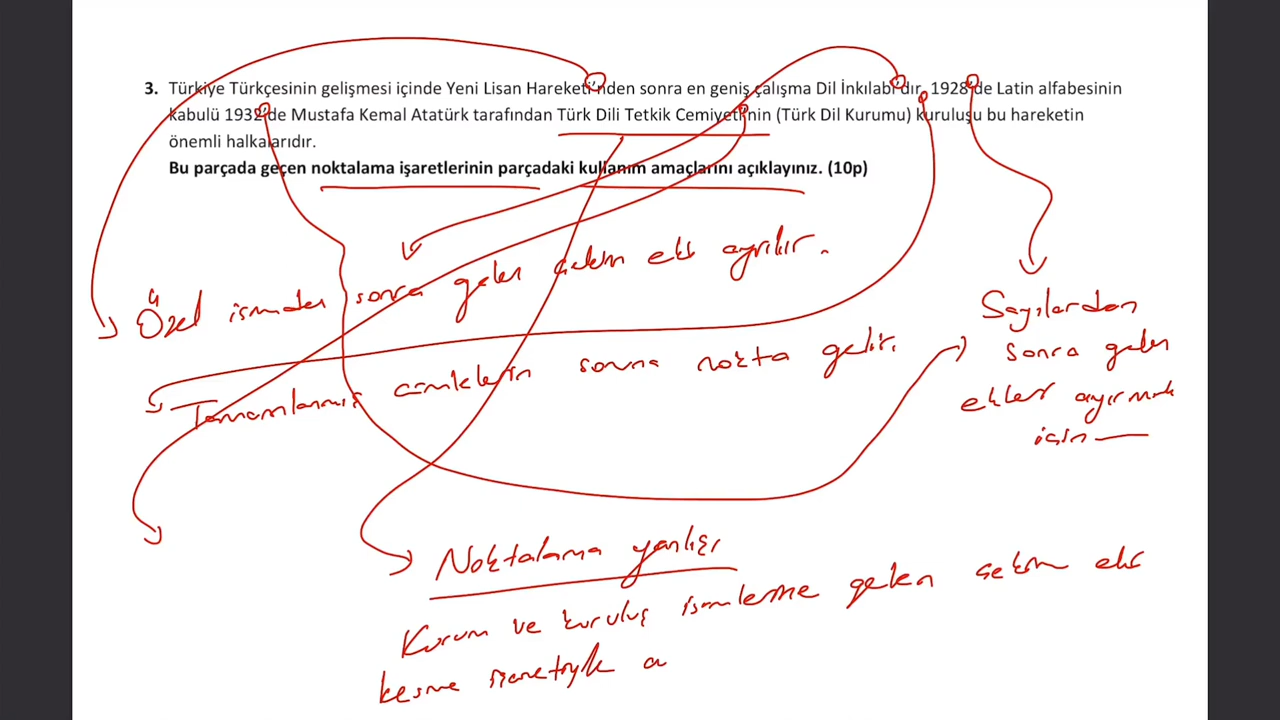 3. Türkiye Türkçesinin gelişmesi içinde Yeni Lisan Hareketi'nden sonra en geniş çalışma Dil İnkılabı'dır. 1928'de Latin alfabesinin
kabulü 1932'de Mustafa Kemal Atatürk tarafından Türk Dili Tetkik Cemiyeti'nin (Türk Dil Kurumu) kuruluşu bu hareketin
önemli halkalarıdır.
Bu parçada geçen noktalama işaretlerinin parçadaki kullanım amaçlarını açıklayınız. (10p)
Özel isimden sonra gelen çekim eki ayrılır.
Tamamlanmış cümlelerin sonuna nokta gelir.
Sayılardan
sonra gelen
ekleri ayırmak
için
Noktalama yanlışı
Kurum ve kuruluş isimlerine gelen çekim eki
kesme işaretiyle a